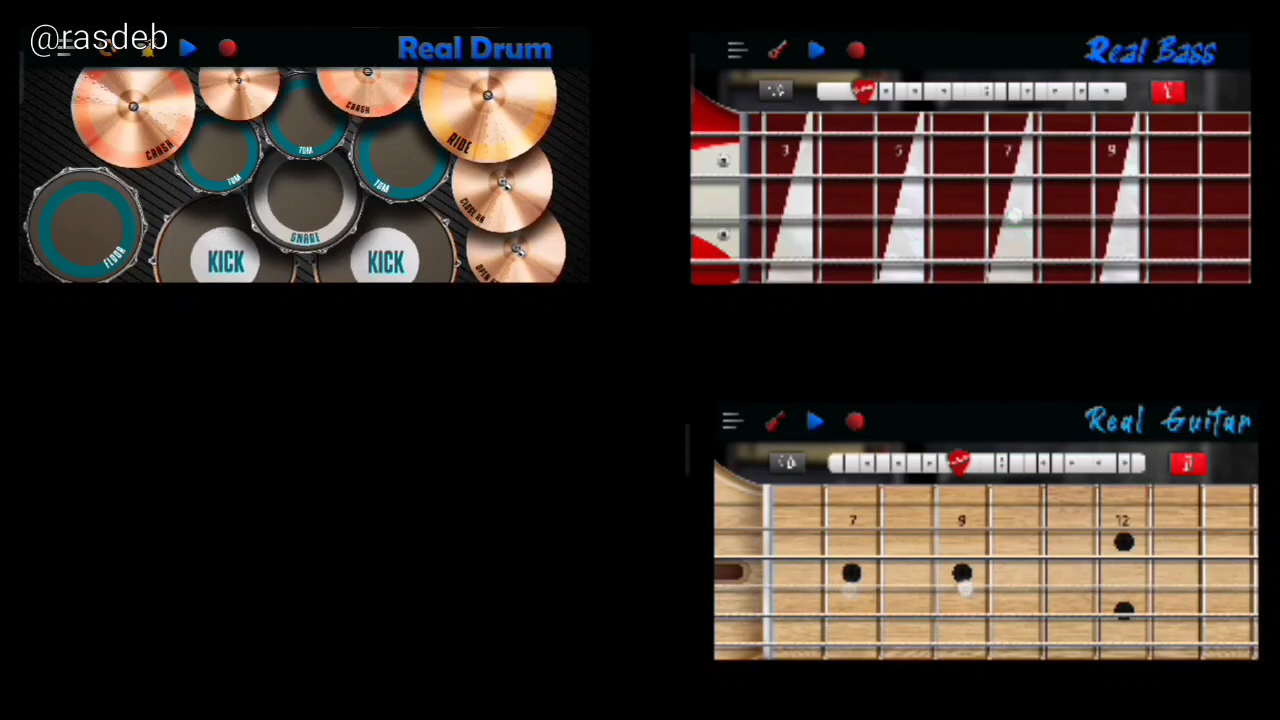 @rasdeb
Real Drum
CRASH
TOM
TOM
CRASH
TOM
RIDE
FLOOR
SNARE
KICK
KICK
Real Bass
3
7
9
Real Guitar
7
9
12